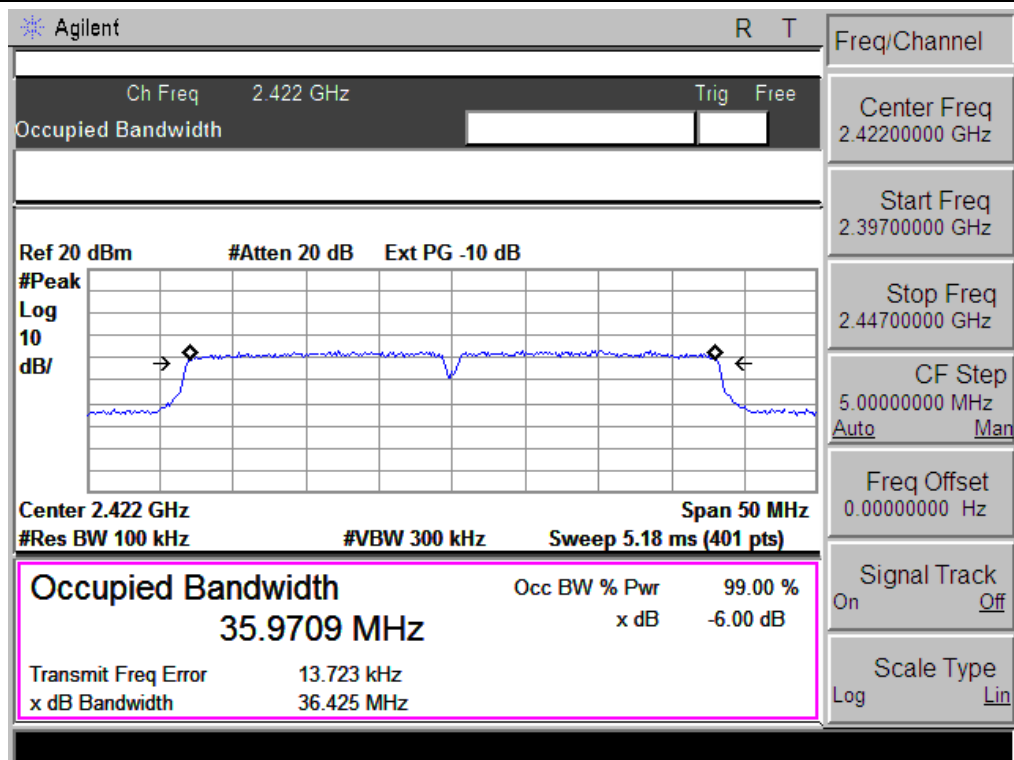 Agilent R T
Freq/Channel
Ch Freq 2.422 GHz Trig Free
Occupied Bandwidth
Center Freq
2.42200000 GHz
Start Freq
2.39700000 GHz
Stop Freq
2.44700000 GHz
CF Step
5.00000000 MHz
Auto Man
Freq Offset
0.00000000 Hz
Signal Track
On Off
Scale Type
Log Lin
Ref 20 dBm #Atten 20 dB Ext PG -10 dB
#Peak
Log
10
dB/
Center 2.422 GHz Span 50 MHz
#Res BW 100 kHz #VBW 300 kHz Sweep 5.18 ms (401 pts)
Occupied Bandwidth Occ BW % Pwr 99.00 %
35.9709 MHz x dB -6.00 dB
Transmit Freq Error 13.723 kHz
x dB Bandwidth 36.425 MHz